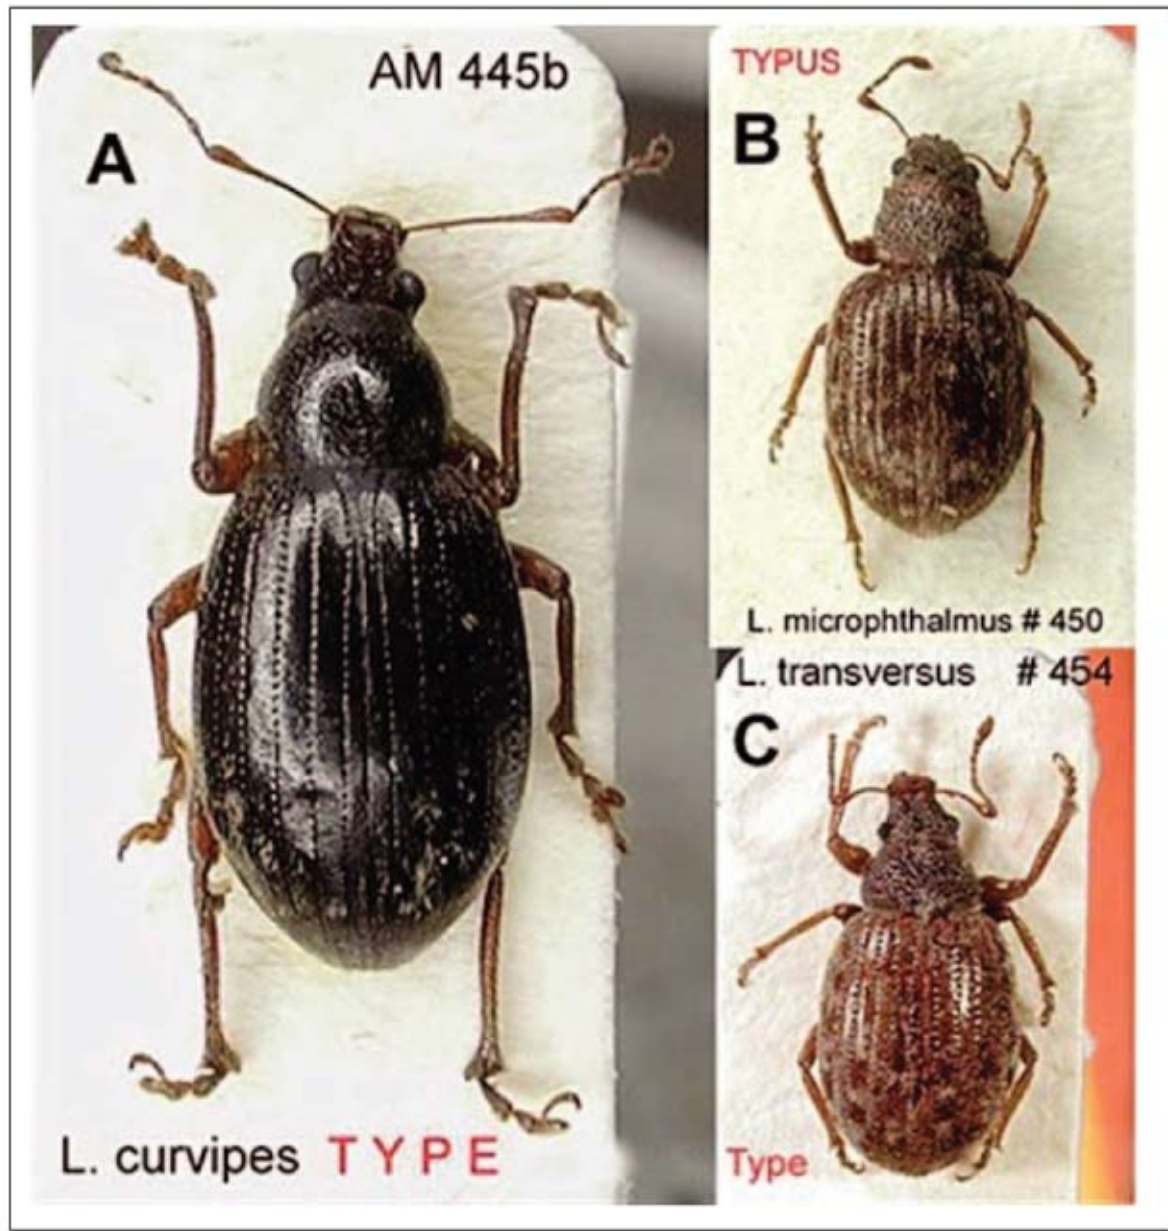 AM 445b
A
L. curvipes TYPE
TYPUS
B
L. microphthalmus # 450
L. transversus # 454
C
Type